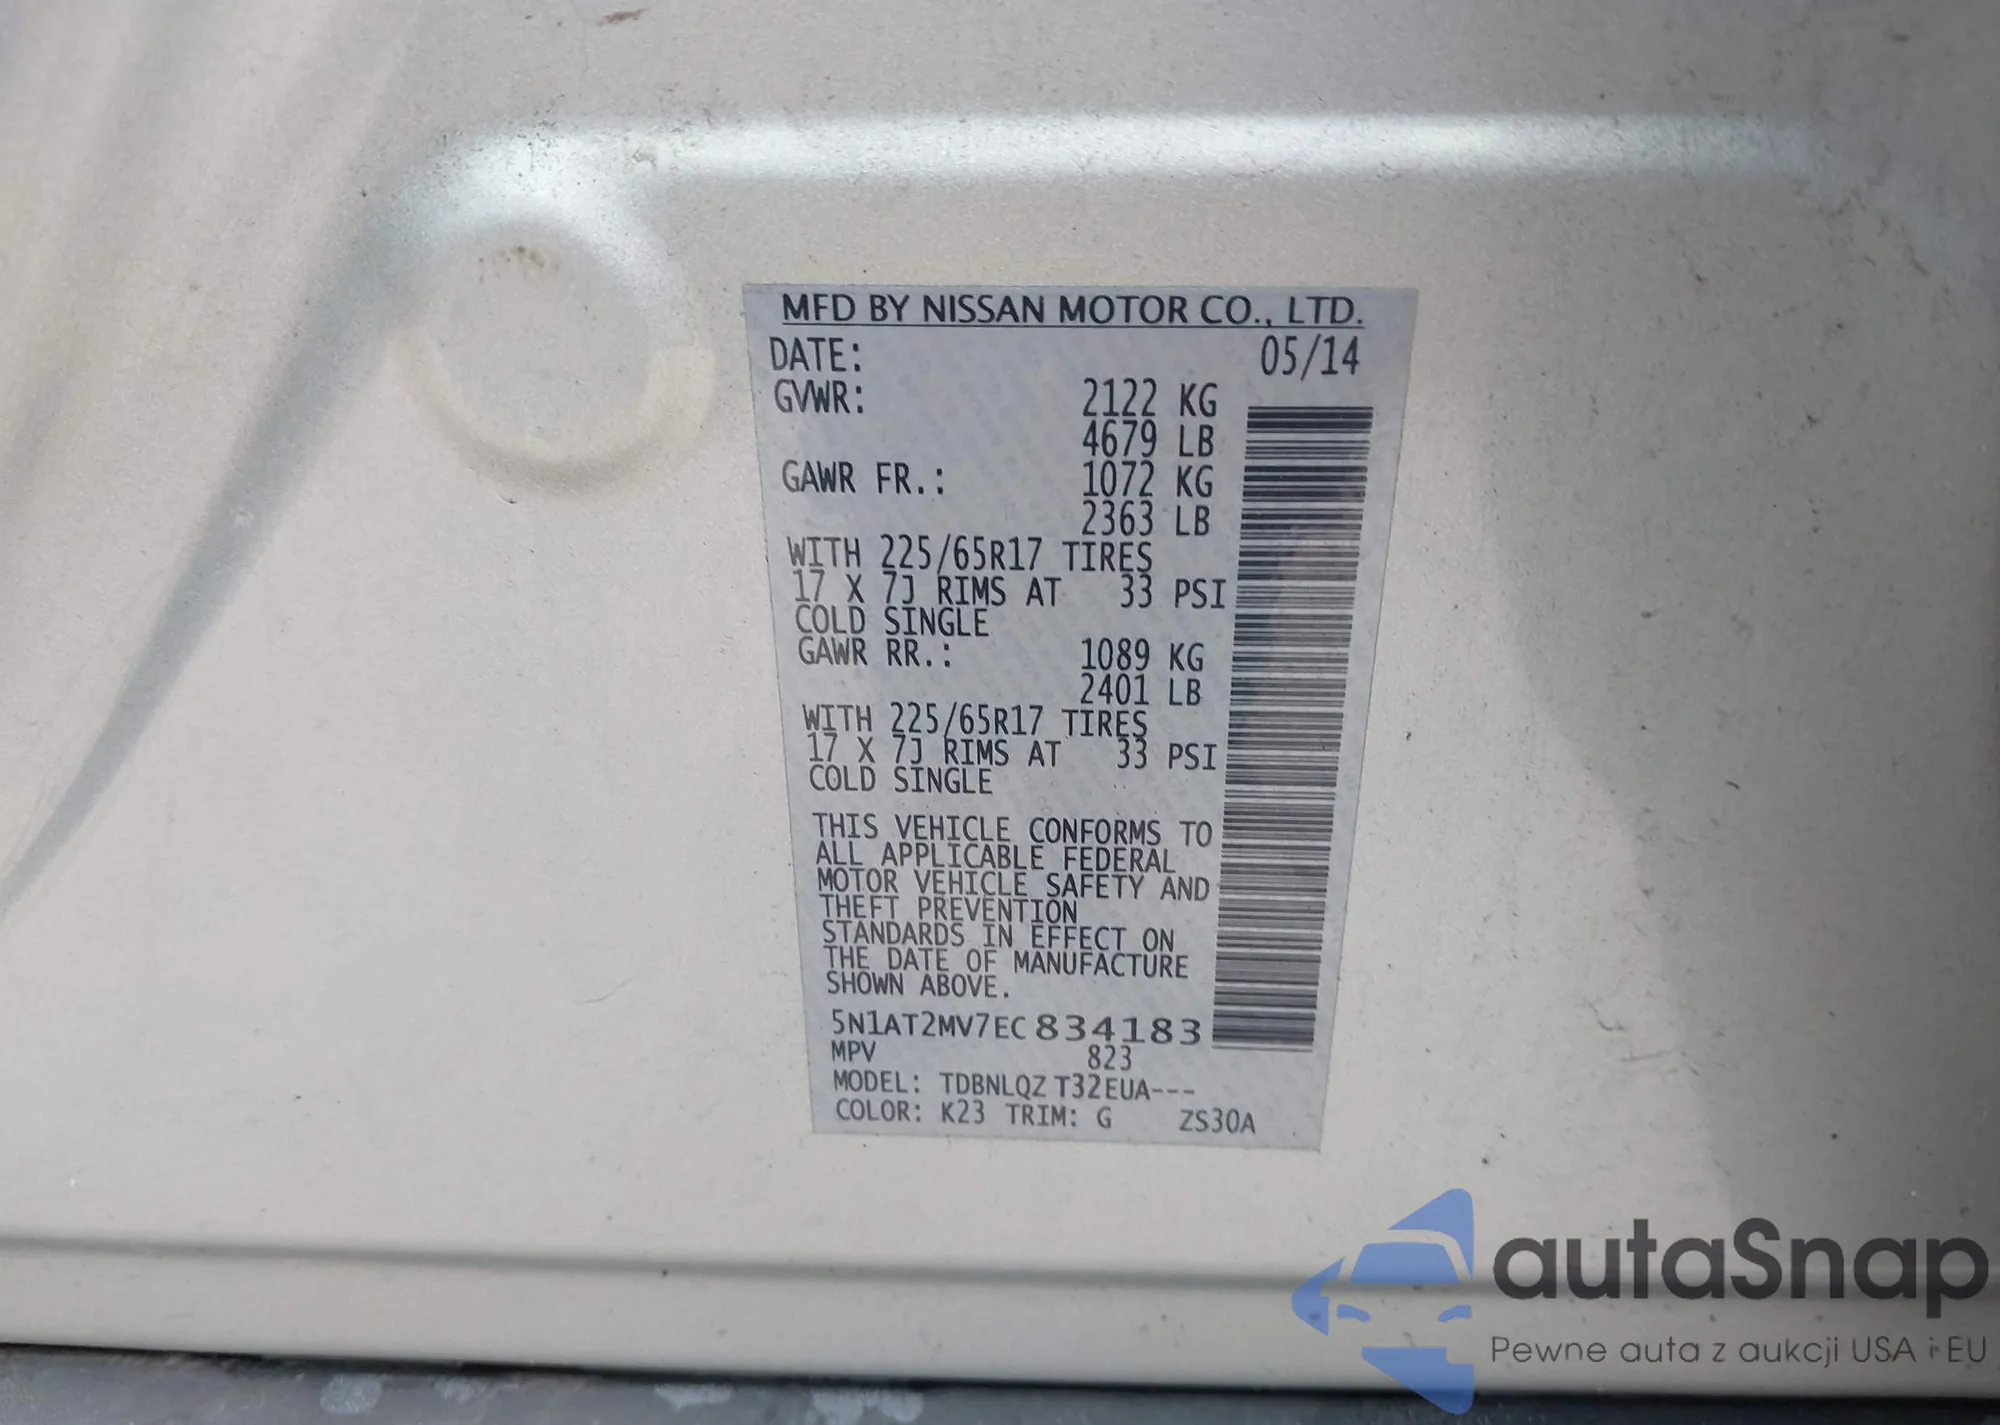 MFD BY NISSAN MOTOR CO., LTD.
DATE: 05/14
GVWR: 2122 KG
4679 LB
GAWR FR.: 1072 KG
2363 LB
WITH 225/65R17 TIRES
17 X 7J RIMS AT 33 PSI
COLD SINGLE
GAWR RR.: 1089 KG
2401 LB
WITH 225/65R17 TIRES
17 X 7J RIMS AT 33 PSI
COLD SINGLE
THIS VEHICLE CONFORMS TO
ALL APPLICABLE FEDERAL
MOTOR VEHICLE SAFETY AND
THEFT PREVENTION
STANDARDS IN EFFECT ON
THE DATE OF MANUFACTURE
SHOWN ABOVE.
5N1AT2MV7EC834183
MPV 823
MODEL: TDBNLQZ T32EUA---
COLOR: K23 TRIM: G ZS30A
autaSnap
Pewne auta z aukcji USA i EU